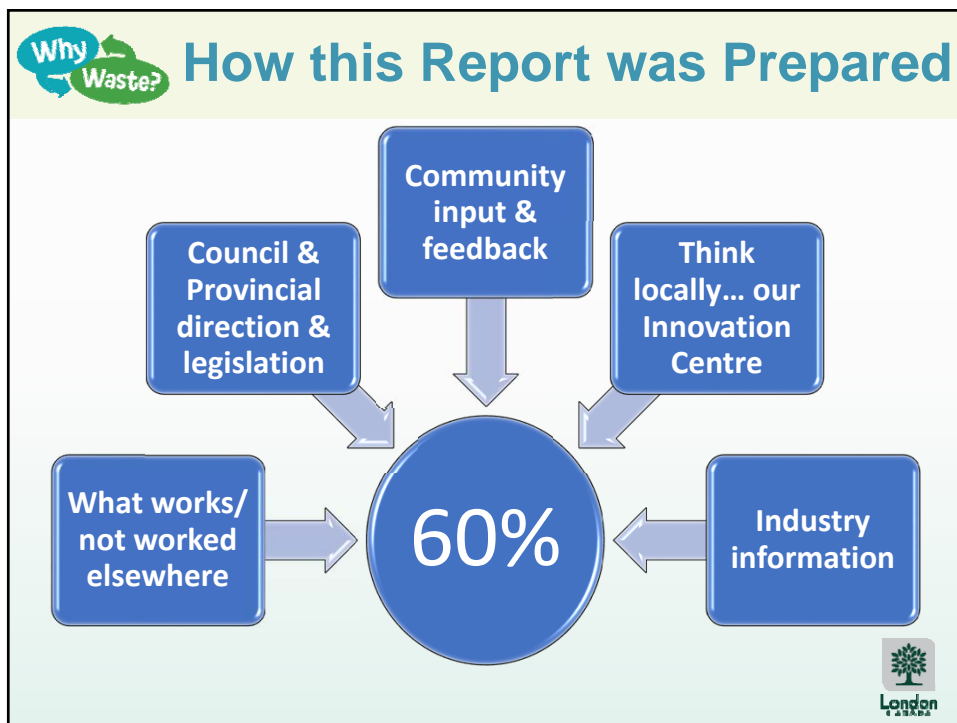 Why
Waste?
How this Report was Prepared
Community
input &
feedback
Council &
Provincial
direction &
legislation
Think
locally… our
Innovation
Centre
What works/
not worked
elsewhere
60%
Industry
information
London
CANADA